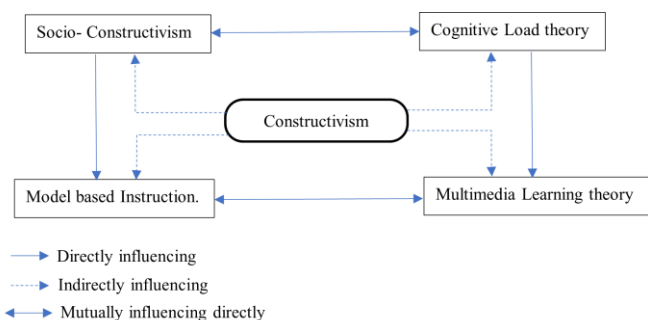 Socio- Constructivism
Cognitive Load theory
Constructivism
Model based Instruction.
Multimedia Learning theory
Directly influencing
Indirectly influencing
Mutually influencing directly